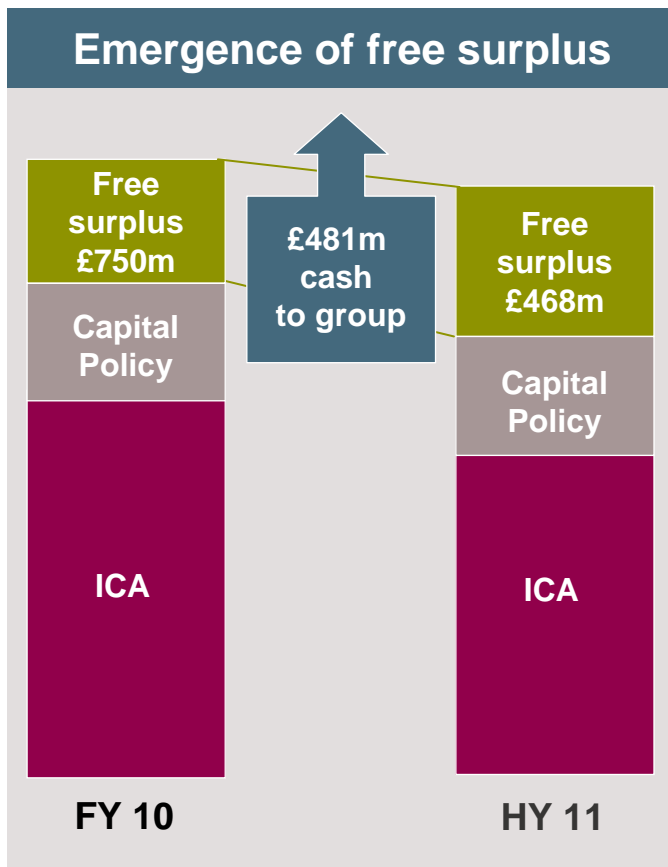 Emergence of free surplus
Free
surplus
£750m
Capital
Policy
ICA
FY 10
£481m
cash
to group
Free
surplus
£468m
Capital
Policy
ICA
HY 11